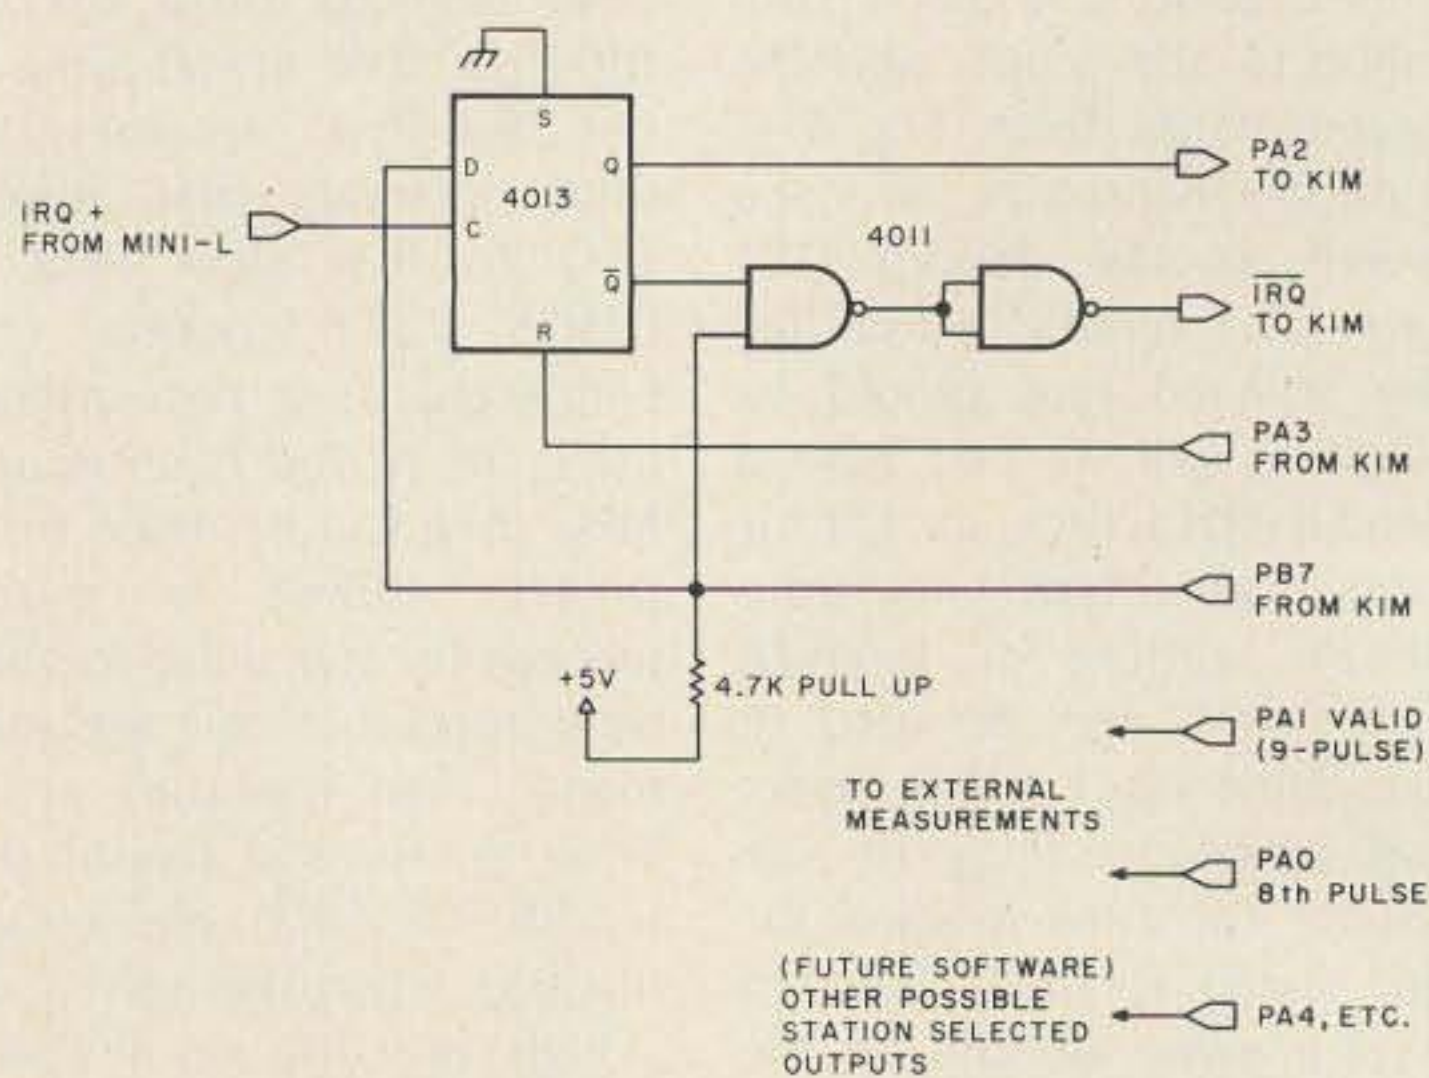 S
D
Q
4013
C
Q̅
R
IRQ +
FROM MINI-L
4011
PA2
TO KIM
I̅R̅Q̅
TO KIM
PA3
FROM KIM
PB7
FROM KIM
+5V
4.7K PULL UP
PA1 VALID
(9-PULSE)
TO EXTERNAL
MEASUREMENTS
PA0
8th PULSE
(FUTURE SOFTWARE)
OTHER POSSIBLE
STATION SELECTED
OUTPUTS
PA4, ETC.